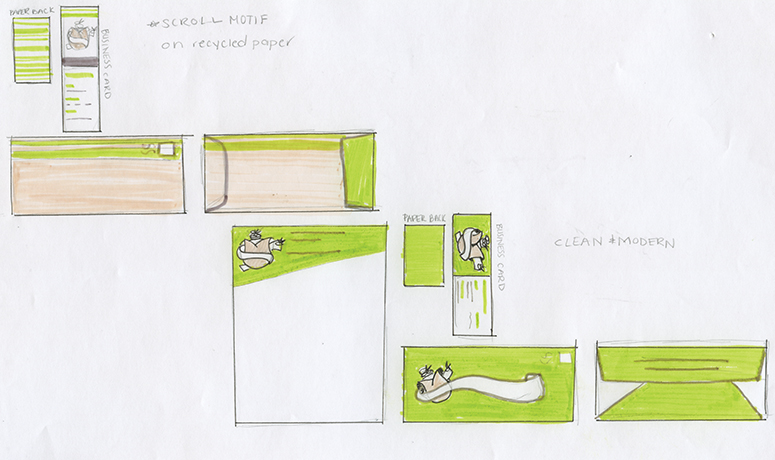 PAPER BACK
BUSINESS CARD
*SCROLL MOTIF
on recycled paper
PAPER BACK
BUSINESS CARD
CLEAN & MODERN